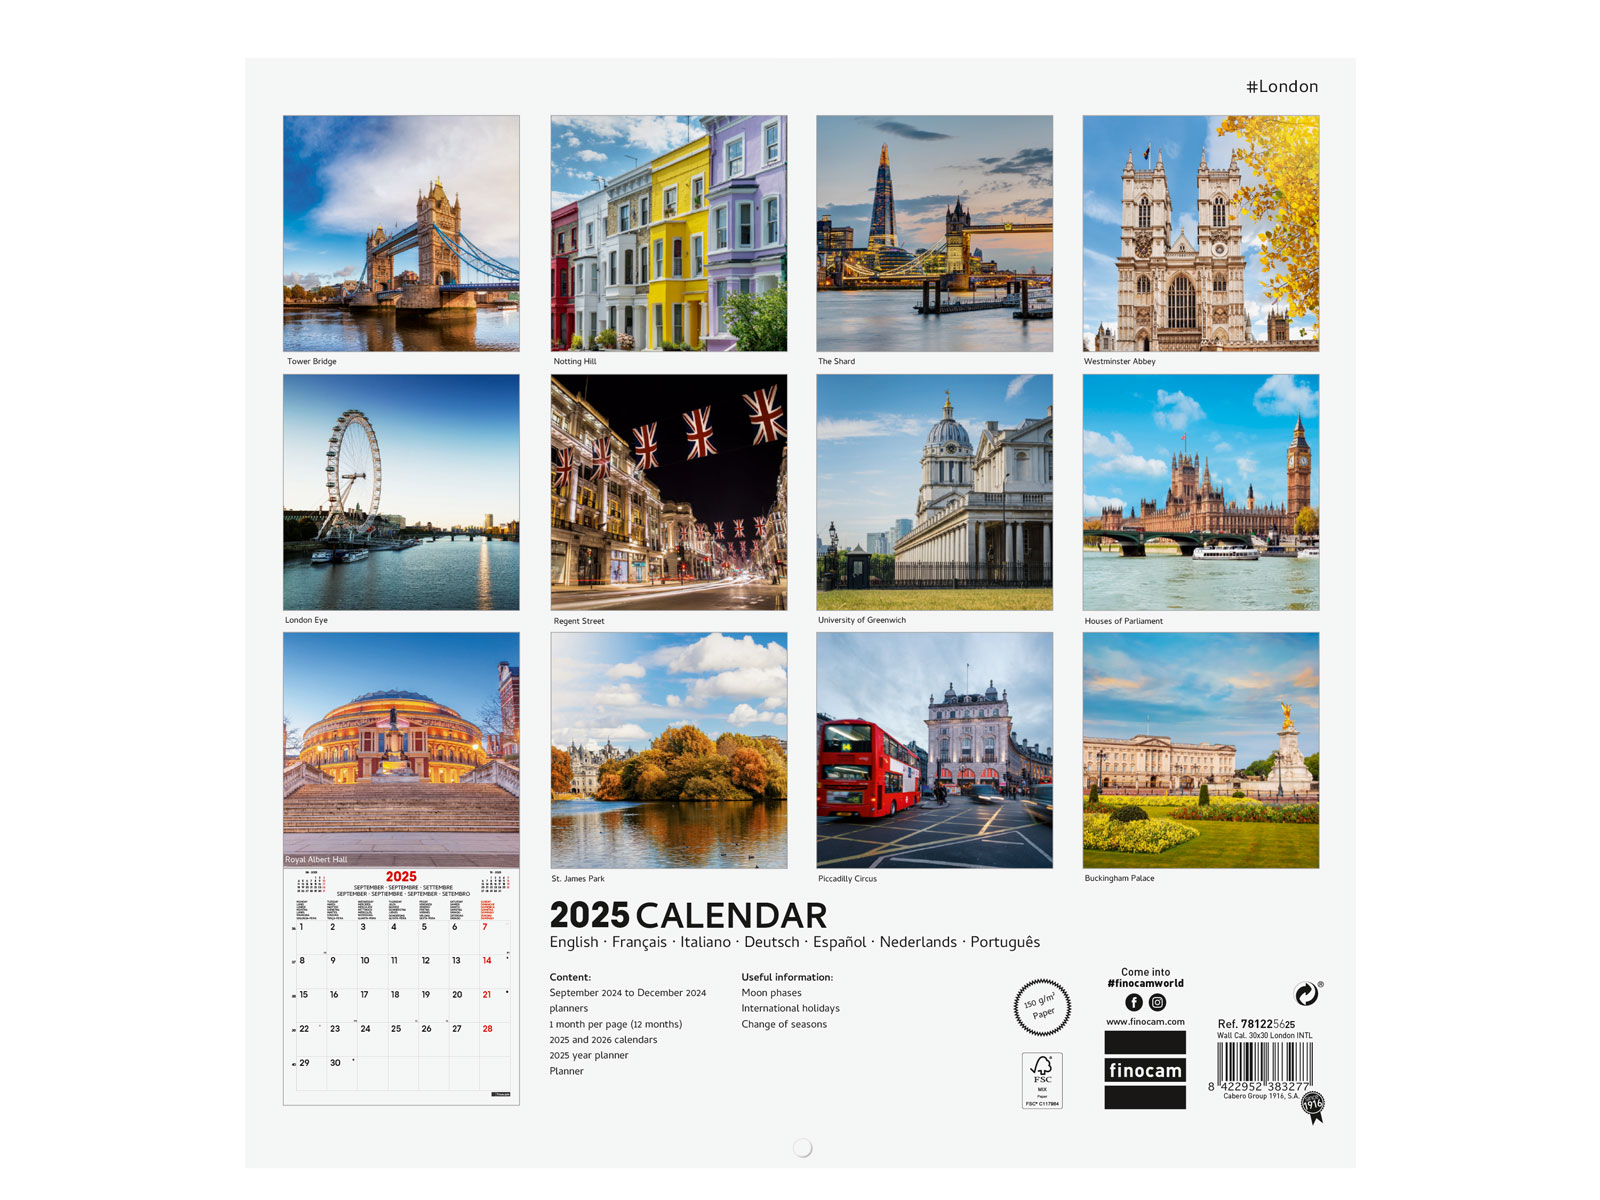 #London
Tower Bridge
Notting Hill
The Shard
Westminster Abbey
London Eye
Regent Street
University of Greenwich
Houses of Parliament
Royal Albert Hall
St. James Park
Piccadilly Circus
Buckingham Palace
2025
SEPTEMBER · SEPTEMBRE · SETTEMBRE
SEPTEMBER · SEPTIEMBRE · SEPTEMBER · SETEMBRO
1 2 3 4 5 6 7
8 9 10 11 12 13 14
15 16 17 18 19 20 21
22 23 24 25 26 27 28
29 30
finocam
2025 CALENDAR
English · Français · Italiano · Deutsch · Español · Nederlands · Português
Content:
September 2024 to December 2024
planners
1 month per page (12 months)
2025 and 2026 calendars
2025 year planner
Planner
Useful information:
Moon phases
International holidays
Change of seasons
150 g/m²
Paper
FSC
MIX
Paper
FSC® C117884
Come into
#finocamworld
www.finocam.com
finocam
®
Ref. 781225625
Wall Cal. 30x30 London INTL
8 422952 383277
Cabero Group 1916, S.A.
1916